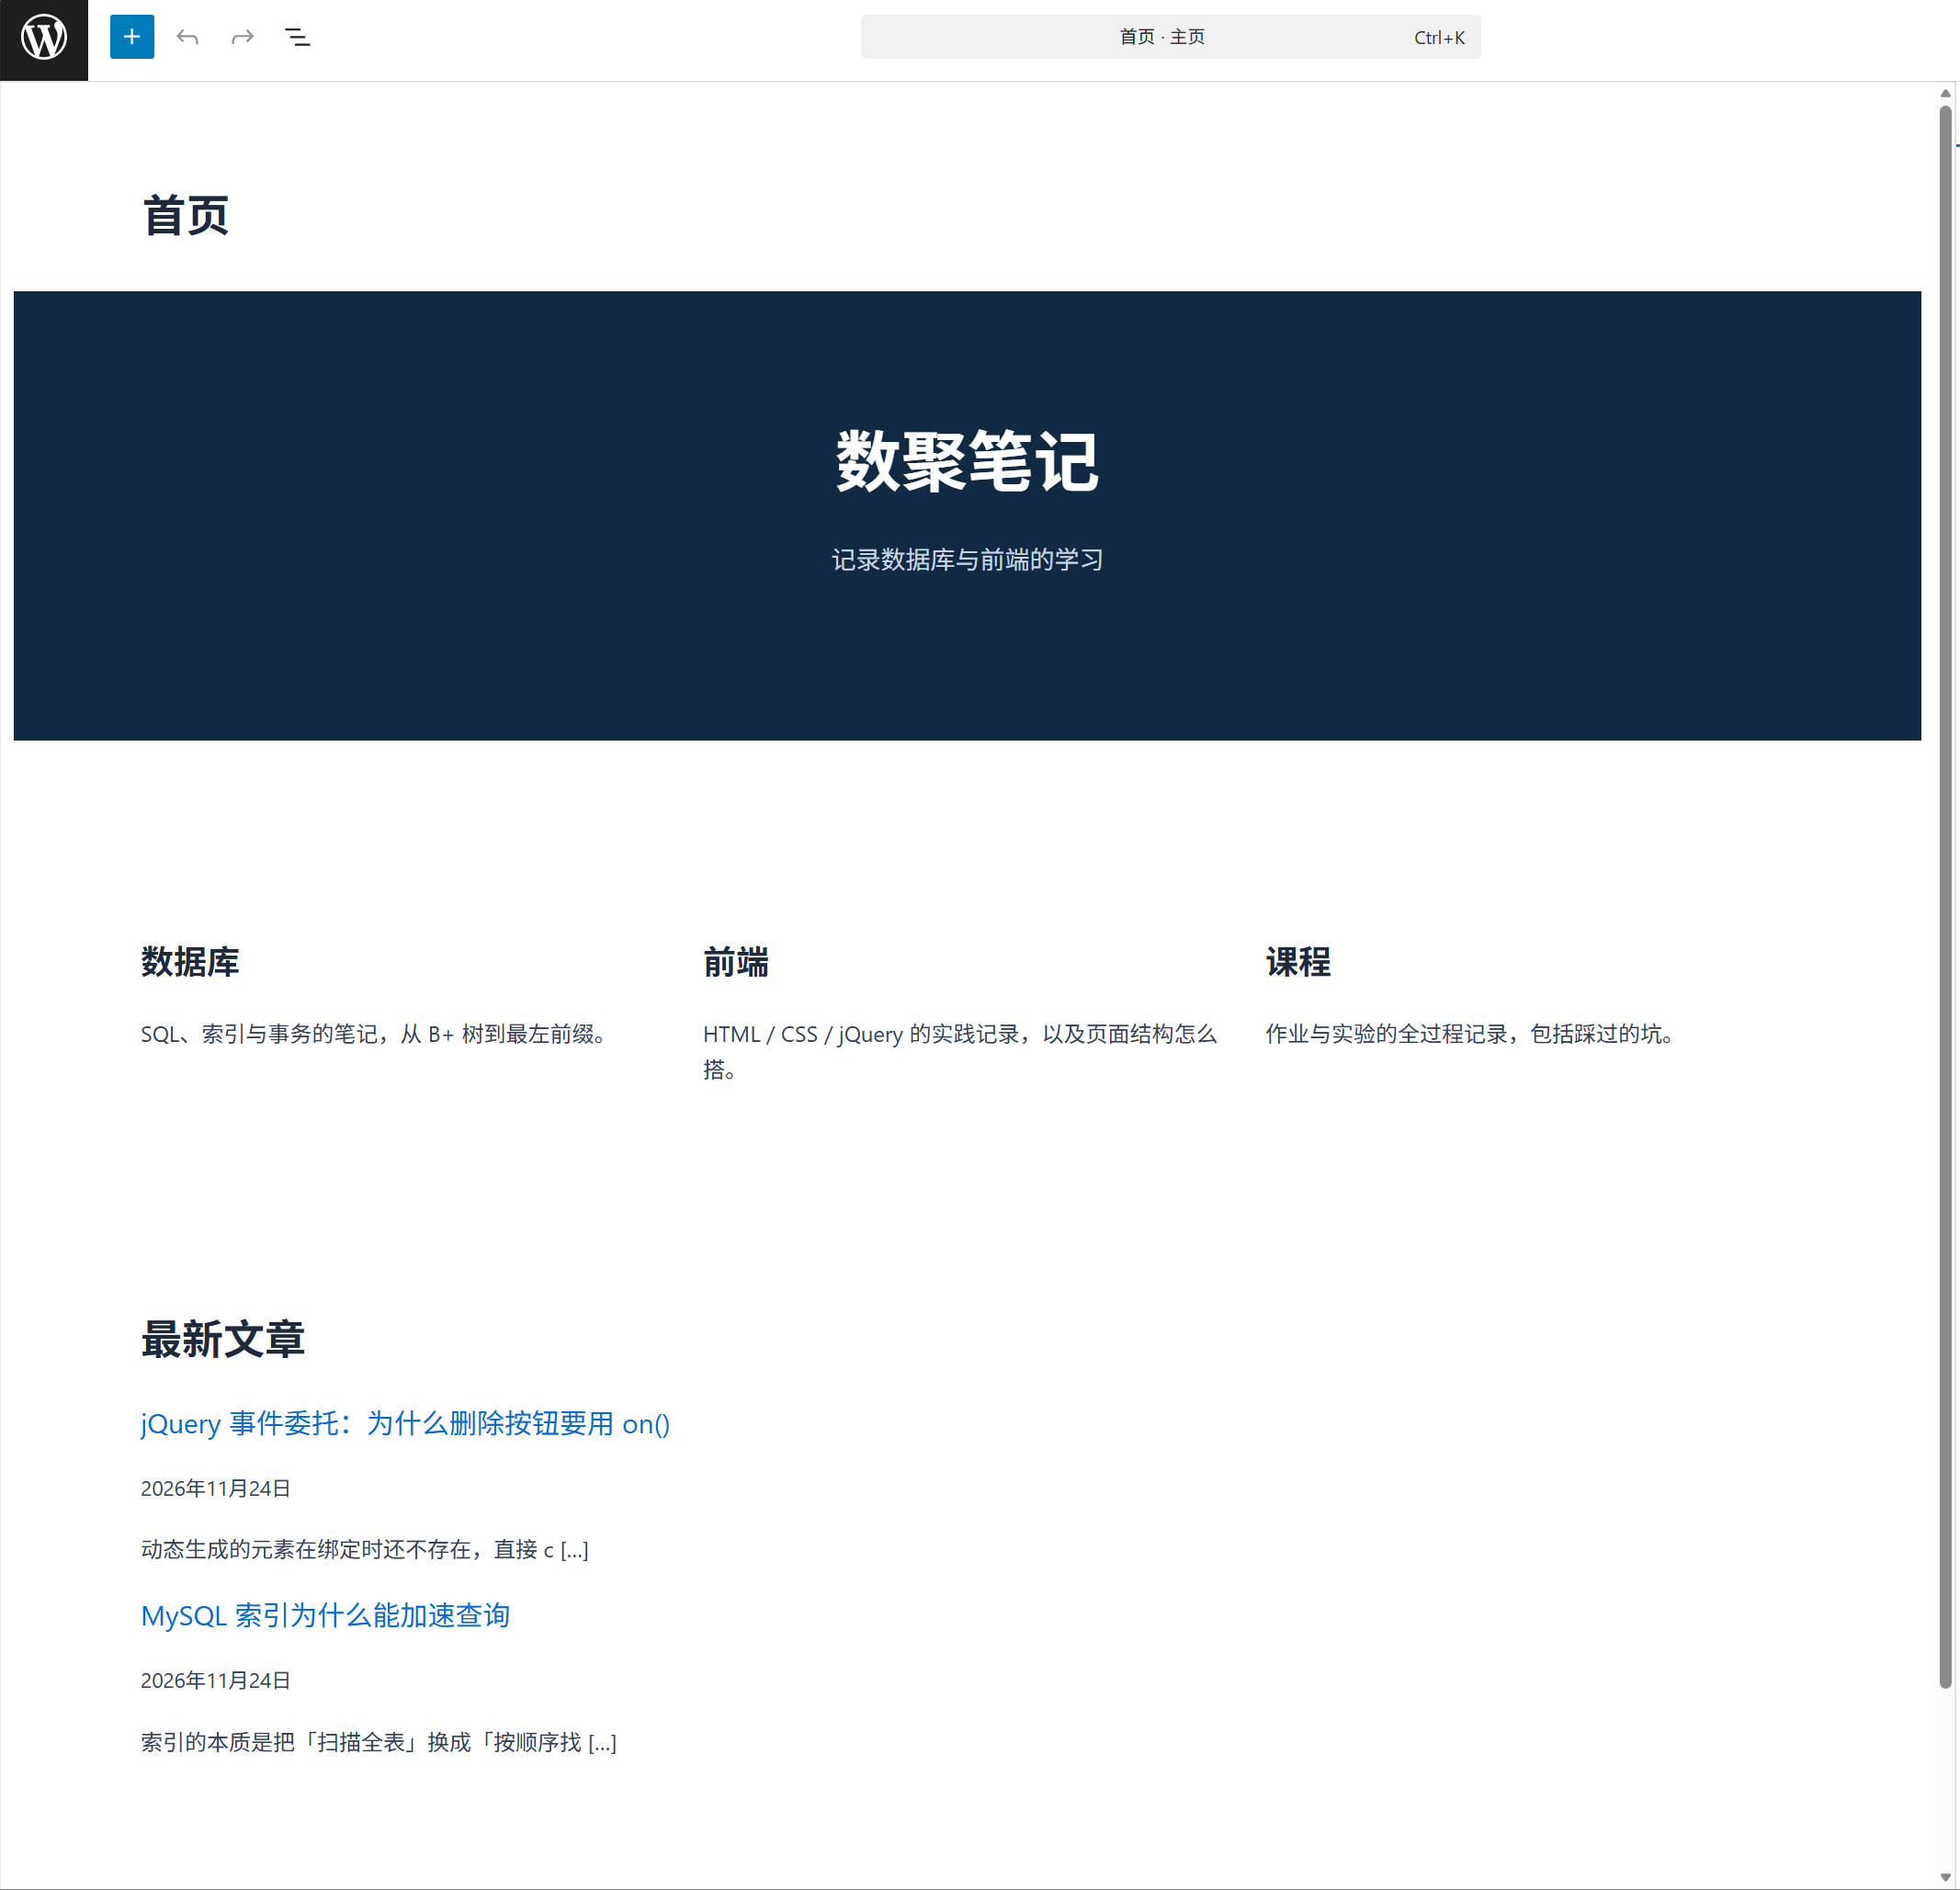 首页 · 主页 Ctrl+K
首页
数聚笔记
记录数据库与前端的学习
数据库
SQL、索引与事务的笔记，从 B+ 树到最左前缀。
前端
HTML / CSS / jQuery 的实践记录，以及页面结构怎么
搭。
课程
作业与实验的全过程记录，包括踩过的坑。
最新文章
jQuery 事件委托：为什么删除按钮要用 on()
2026年11月24日
动态生成的元素在绑定时还不存在，直接 c [...]
MySQL 索引为什么能加速查询
2026年11月24日
索引的本质是把「扫描全表」换成「按顺序找 [...]